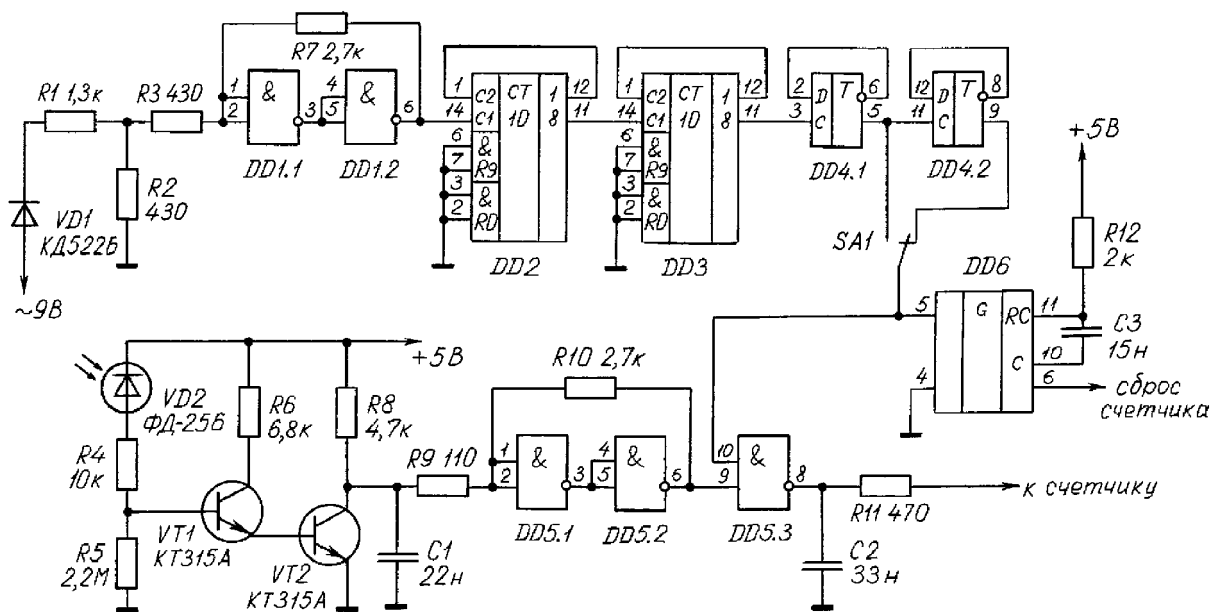 R7 2,7к
R1 1,3к
R3 430
1
2
&
3
DD1.1
4
5
&
6
DD1.2
R2
430
VD1
КД522Б
~9В
1
14
6
7
3
2
C2
C1
&
R9
&
R0
CT
10
1
8
12
11
DD2
1
14
6
7
3
2
C2
C1
&
R9
&
R0
CT
10
1
8
12
11
DD3
2
3
D
C
T
6
5
DD4.1
12
11
D
C
T
8
9
DD4.2
SA1
+5В
R12
2к
DD6
5
4
G
RC
C
11
10
6
C3
15н
сброс
счетчика
+5В
VD2
ФД-25б
R4
10к
R5
2,2М
R6
6,8к
R8
4,7к
VT1
КТ315А
VT2
КТ315А
C1
22н
R9 110
R10 2,7к
1
2
&
3
DD5.1
4
5
&
6
DD5.2
10
9
&
8
DD5.3
R11 470
C2
33н
к счетчику